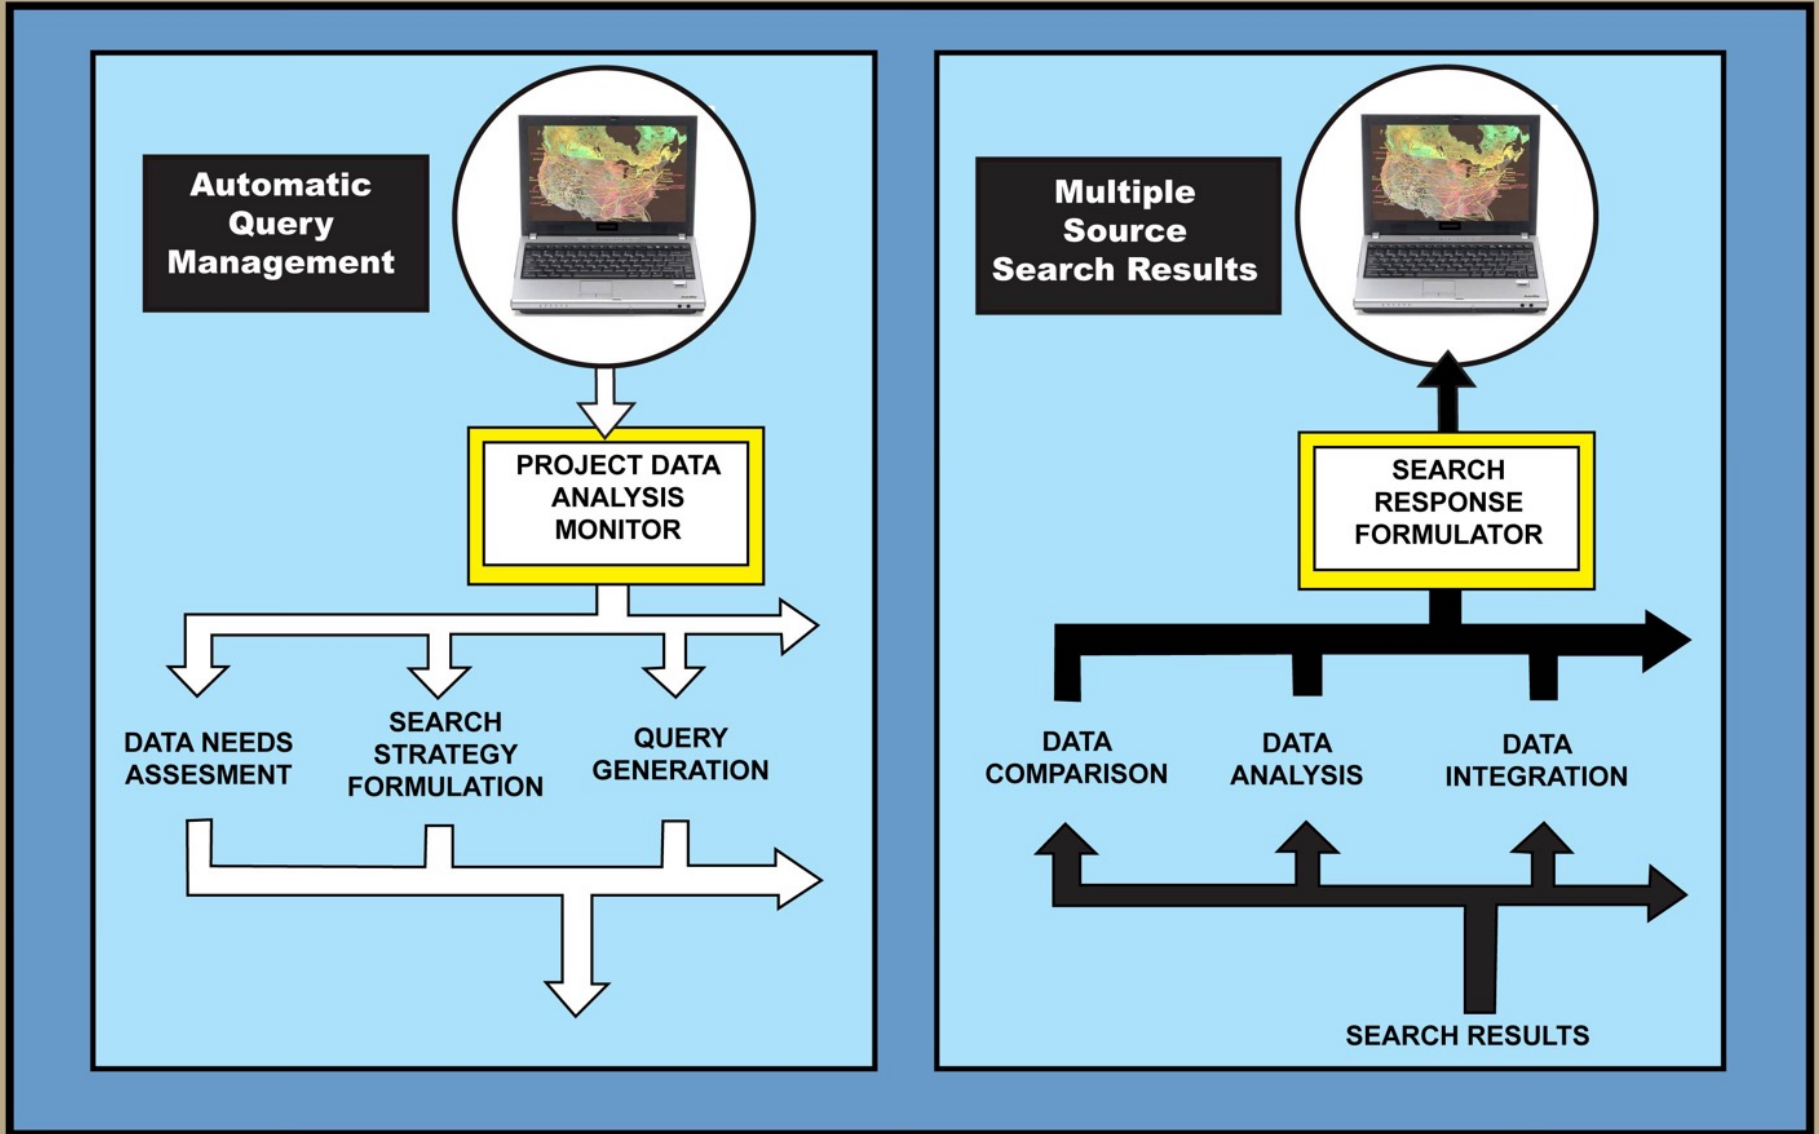 Automatic
Query
Management
PROJECT DATA
ANALYSIS
MONITOR
DATA NEEDS
ASSESMENT
SEARCH
STRATEGY
FORMULATION
QUERY
GENERATION
Multiple
Source
Search Results
SEARCH
RESPONSE
FORMULATOR
DATA
COMPARISON
DATA
ANALYSIS
DATA
INTEGRATION
SEARCH RESULTS